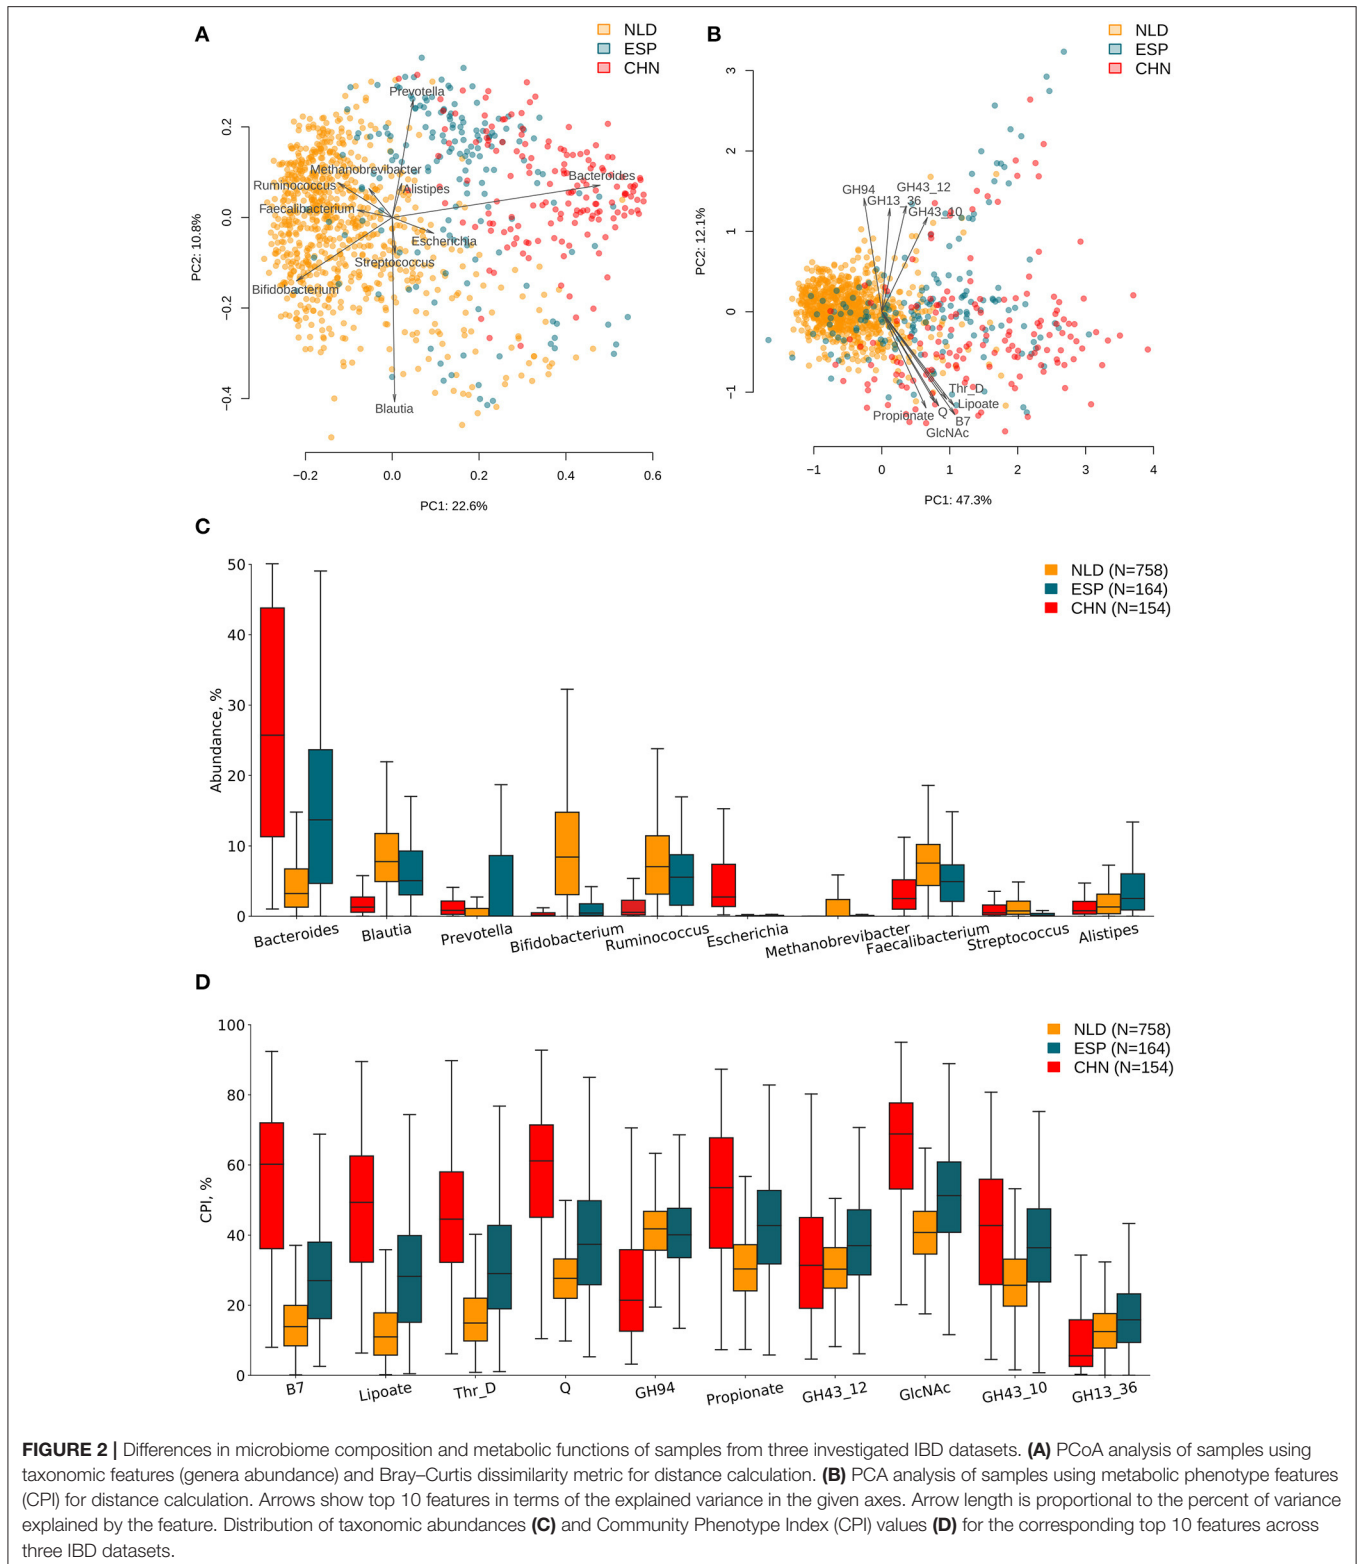 A
NLD
ESP
CHN
Prevotella
Methanobrevibacter
Ruminococcus
Alistipes
Bacteroides
Faecalibacterium
Escherichia
Streptococcus
Bifidobacterium
Blautia
0.2
0.0
−0.2
−0.4
PC2: 10.8%
−0.2 0.0 0.2 0.4 0.6
PC1: 22.6%
B
NLD
ESP
CHN
GH94
GH43_12
GH13_36
GH43_10
Thr_D
Lipoate
Propionate
Q
B7
GlcNAc
3
2
1
0
−1
PC2: 12.1%
−1 0 1 2 3 4
PC1: 47.3%
C
NLD (N=758)
ESP (N=164)
CHN (N=154)
50
40
30
20
10
0
Abundance, %
Bacteroides Blautia Prevotella Bifidobacterium Ruminococcus Escherichia Methanobrevibacter Faecalibacterium Streptococcus Alistipes
D
NLD (N=758)
ESP (N=164)
CHN (N=154)
100
80
60
40
20
0
CPI, %
B7 Lipoate Thr_D Q GH94 Propionate GH43_12 GlcNAc GH43_10 GH13_36
FIGURE 2 | Differences in microbiome composition and metabolic functions of samples from three investigated IBD datasets. (A) PCoA analysis of samples using
taxonomic features (genera abundance) and Bray–Curtis dissimilarity metric for distance calculation. (B) PCA analysis of samples using metabolic phenotype features
(CPI) for distance calculation. Arrows show top 10 features in terms of the explained variance in the given axes. Arrow length is proportional to the percent of variance
explained by the feature. Distribution of taxonomic abundances (C) and Community Phenotype Index (CPI) values (D) for the corresponding top 10 features across
three IBD datasets.